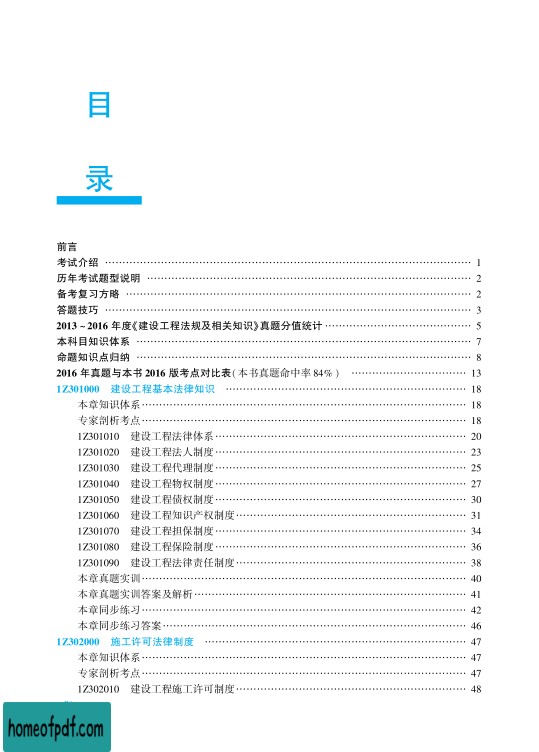 目
录
前言
考试介绍 ………………………………………… 1
历年考试题型说明 ………………………………………… 2
备考复习方略 ………………………………………… 2
答题技巧 ………………………………………… 3
2013~2016 年度《建设工程法规及相关知识》真题分值统计 ………………………………………… 5
本科目知识体系 ………………………………………… 7
命题知识点归纳 ………………………………………… 8
2016 年真题与本书 2016 版考点对比表(本书真题命中率 84%) ………………………………………… 13
1Z301000 建设工程基本法律知识 ………………………………………… 18
本章知识体系 ………………………………………… 18
专家剖析考点 ………………………………………… 18
1Z301010 建设工程法律体系 ………………………………………… 20
1Z301020 建设工程法人制度 ………………………………………… 23
1Z301030 建设工程代理制度 ………………………………………… 25
1Z301040 建设工程物权制度 ………………………………………… 27
1Z301050 建设工程债权制度 ………………………………………… 30
1Z301060 建设工程知识产权制度 ………………………………………… 31
1Z301070 建设工程担保制度 ………………………………………… 34
1Z301080 建设工程保险制度 ………………………………………… 36
1Z301090 建设工程法律责任制度 ………………………………………… 38
本章真题实训 ………………………………………… 40
本章真题实训答案及解析 ………………………………………… 41
本章同步练习 ………………………………………… 42
本章同步练习答案 ………………………………………… 46
1Z302000 施工许可法律制度 ………………………………………… 47
本章知识体系 ………………………………………… 47
专家剖析考点 ………………………………………… 47
1Z302010 建设工程施工许可制度 ………………………………………… 48
homeofpdf.com